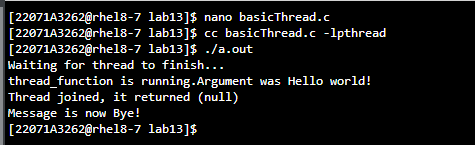 [22071A3262@rhel8-7 lab13]$ nano basicThread.c
[22071A3262@rhel8-7 lab13]$ cc basicThread.c -lpthread
[22071A3262@rhel8-7 lab13]$ ./a.out
Waiting for thread to finish...
thread_function is running.Argument was Hello world!
Thread joined, it returned (null)
Message is now Bye!
[22071A3262@rhel8-7 lab13]$